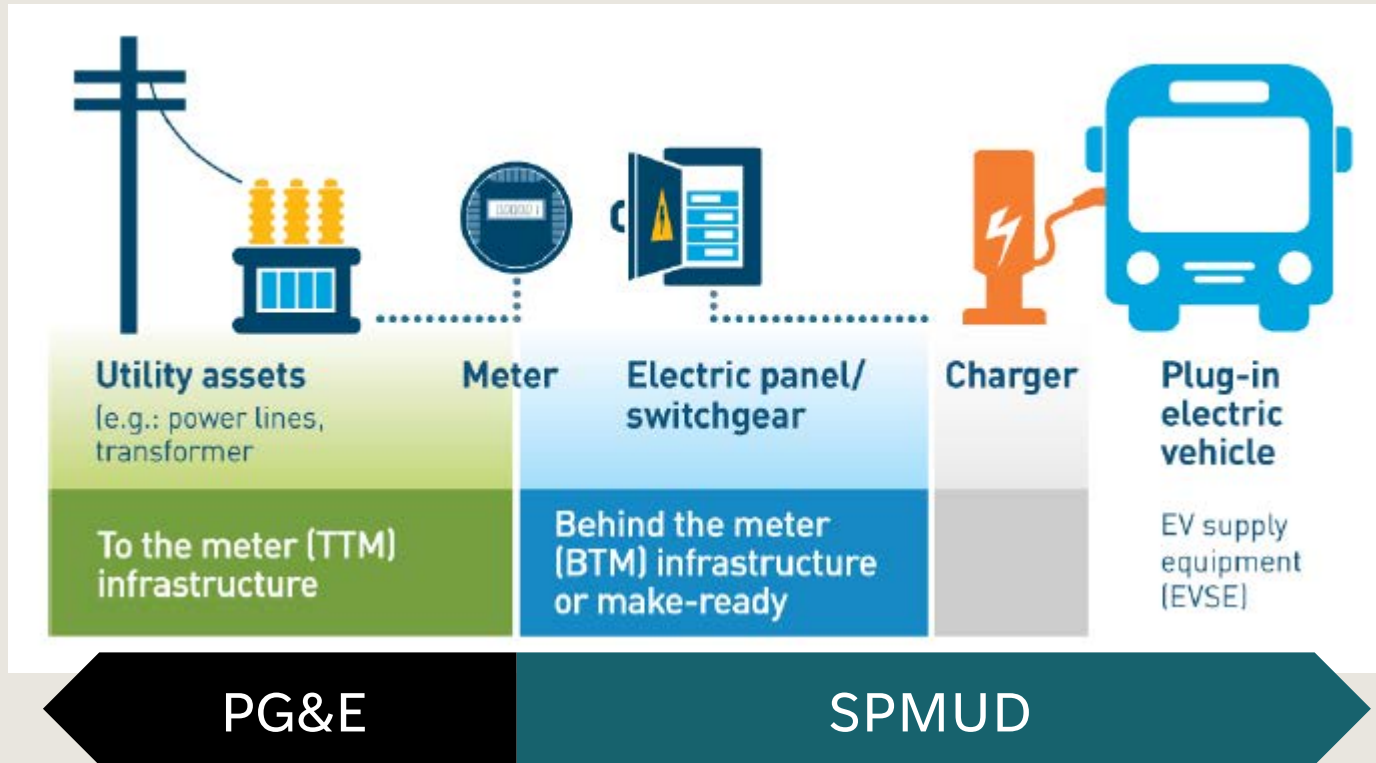 Utility assets
(e.g.: power lines,
transformer
Meter
Electric panel/
switchgear
Charger
Plug-in
electric
vehicle
To the meter (TTM)
infrastructure
Behind the meter
(BTM) infrastructure
or make-ready
EV supply
equipment
(EVSE)
PG&E
SPMUD